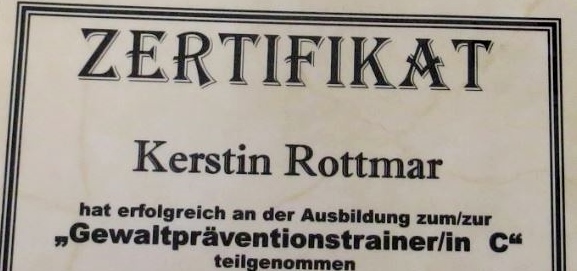 ZERTIFIKAT
Kerstin Rottmar
hat erfolgreich an der Ausbildung zum/zur
„Gewaltpräventionstrainer/in C“
teilgenommen